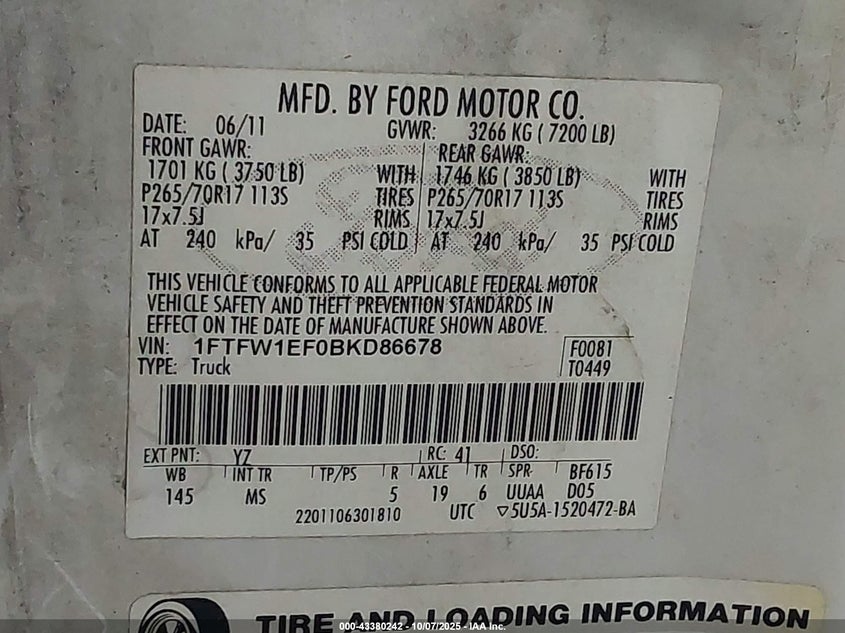 MFD. BY FORD MOTOR CO.
DATE: 06/11 GVWR: 3266 KG ( 7200 LB)
FRONT GAWR: REAR GAWR:
1701 KG ( 3750 LB) WITH 1746 KG ( 3850 LB) WITH
P265/70R17 113S TIRES P265/70R17 113S TIRES
17x7.5J RIMS 17x7.5J RIMS
AT 240 kPa/ 35 PSI COLD AT 240 kPa/ 35 PSI COLD
THIS VEHICLE CONFORMS TO ALL APPLICABLE FEDERAL MOTOR
VEHICLE SAFETY AND THEFT PREVENTION STANDARDS IN
EFFECT ON THE DATE OF MANUFACTURE SHOWN ABOVE.
VIN: 1FTFW1EF0BKD86678 F0081
TYPE: Truck T0449
EXT PNT: YZ RC: 41 DSO:
WB INT TR TP/PS R AXLE TR SPR BF615
145 MS 5 19 6 UUAA D05
2201106301810 UTC ▽5U5A-1520472-BA
TIRE AND LOADING INFORMATION
000-43380242 - 10/07/2025 - IAA Inc.